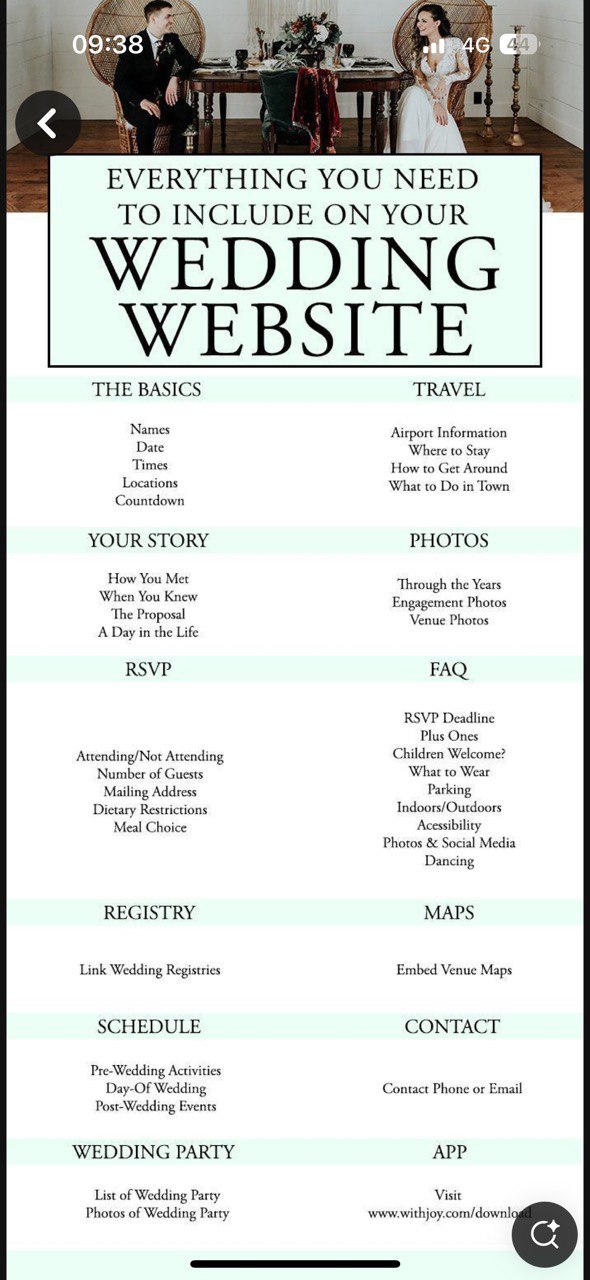 09:38
4G
44
EVERYTHING YOU NEED
TO INCLUDE ON YOUR
WEDDING
WEBSITE
THE BASICS
Names
Date
Times
Locations
Countdown
TRAVEL
Airport Information
Where to Stay
How to Get Around
What to Do in Town
YOUR STORY
How You Met
When You Knew
The Proposal
A Day in the Life
PHOTOS
Through the Years
Engagement Photos
Venue Photos
RSVP
Attending/Not Attending
Number of Guests
Mailing Address
Dietary Restrictions
Meal Choice
FAQ
RSVP Deadline
Plus Ones
Children Welcome?
What to Wear
Parking
Indoors/Outdoors
Acessibility
Photos & Social Media
Dancing
REGISTRY
Link Wedding Registries
MAPS
Embed Venue Maps
SCHEDULE
Pre-Wedding Activities
Day-Of Wedding
Post-Wedding Events
CONTACT
Contact Phone or Email
WEDDING PARTY
List of Wedding Party
Photos of Wedding Party
APP
Visit
www.withjoy.com/download